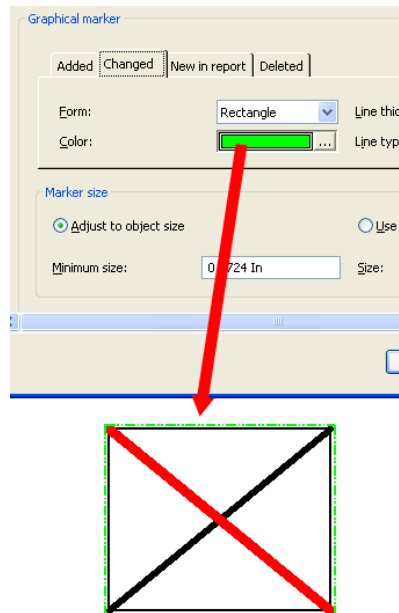 Graphical marker
Added Changed New in report Deleted
Form: Rectangle Line thic
Color: ... Line typ
Marker size
Adjust to object size Use
Minimum size: 0 724 In Size: